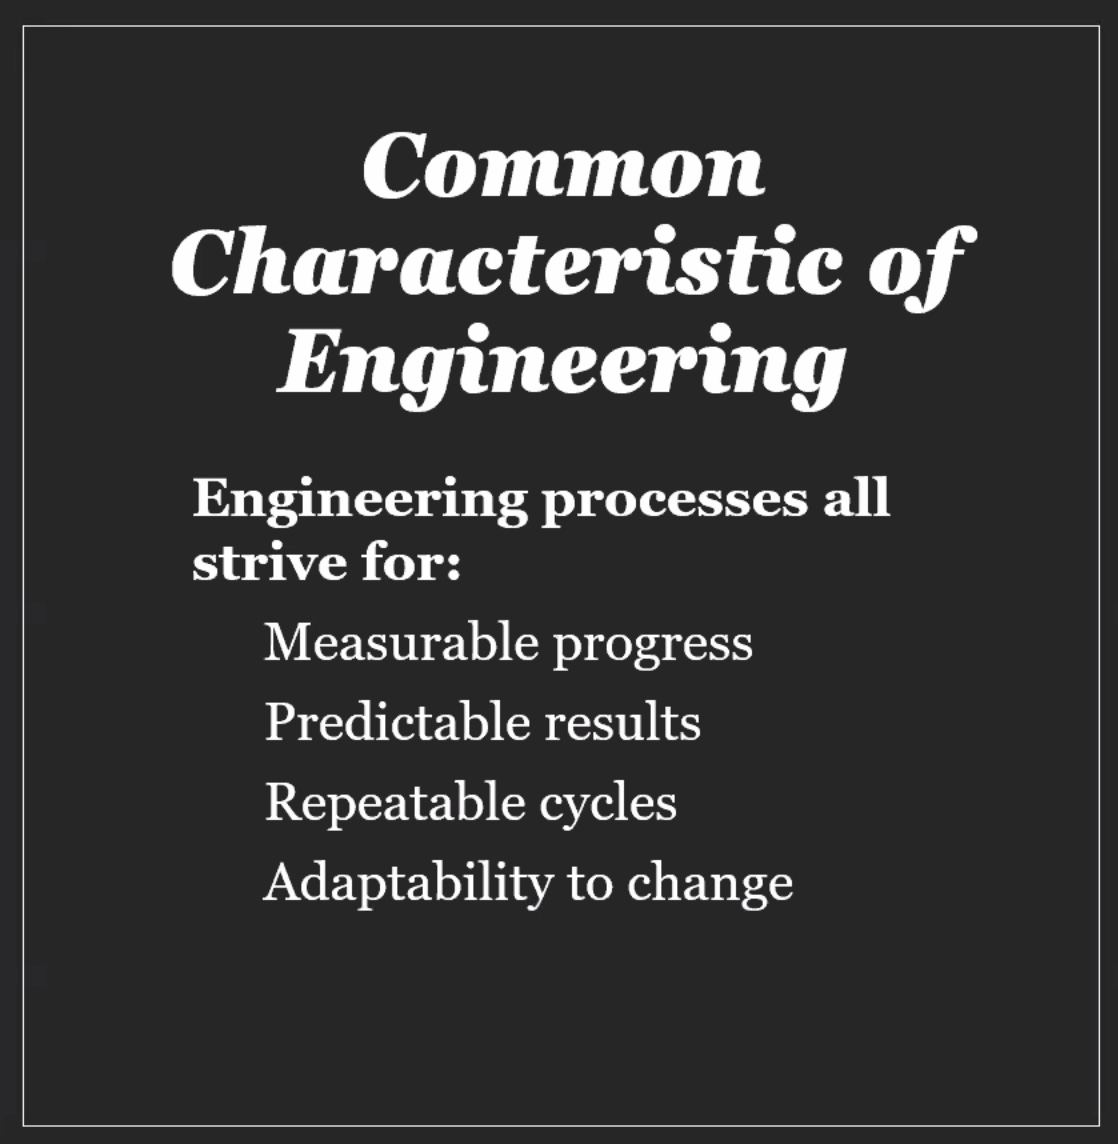 Common
Characteristic of
Engineering
Engineering processes all
strive for:
Measurable progress
Predictable results
Repeatable cycles
Adaptability to change